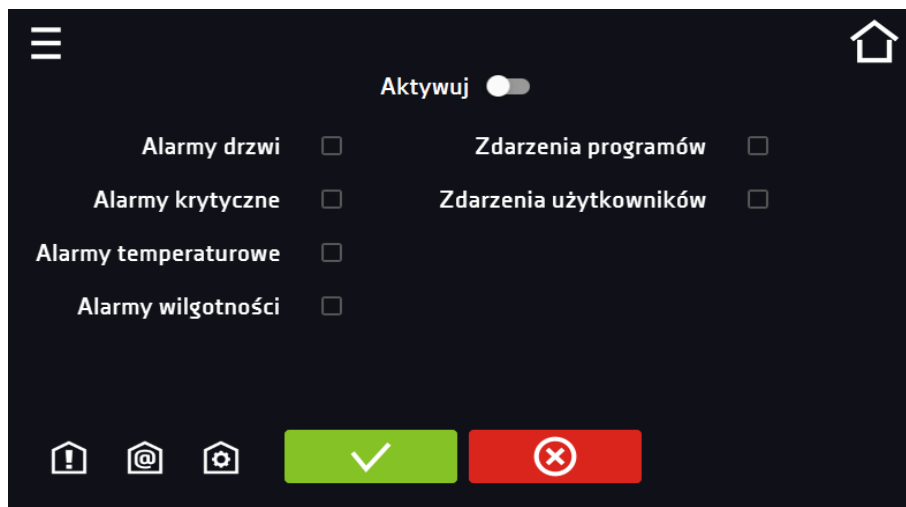 Aktywuj
Alarmy drzwi
Zdarzenia programów
Alarmy krytyczne
Zdarzenia użytkowników
Alarmy temperaturowe
Alarmy wilgotności